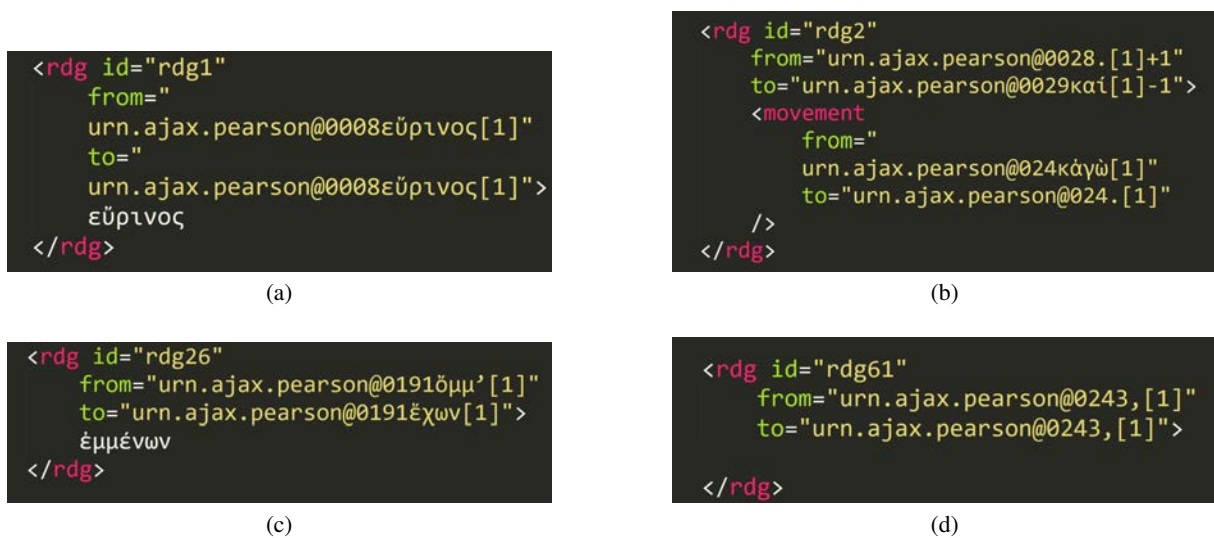 <rdg id="rdg1"
from="
urn.ajax.pearson@0008εὔρινος[1]"
to="
urn.ajax.pearson@0008εὔρινος[1]">
εὔρινος
</rdg>
(a)
<rdg id="rdg2"
from="urn.ajax.pearson@0028.[1]+1"
to="urn.ajax.pearson@0029καί[1]-1">
<movement
from="
urn.ajax.pearson@024κἀγὼ[1]"
to="urn.ajax.pearson@024.[1]"
/>
</rdg>
(b)
<rdg id="rdg26"
from="urn.ajax.pearson@0191ὄμμ’[1]"
to="urn.ajax.pearson@0191ἔχων[1]">
ἐμμένων
</rdg>
(c)
<rdg id="rdg61"
from="urn.ajax.pearson@0243,[1]"
to="urn.ajax.pearson@0243,[1]">
</rdg>
(d)